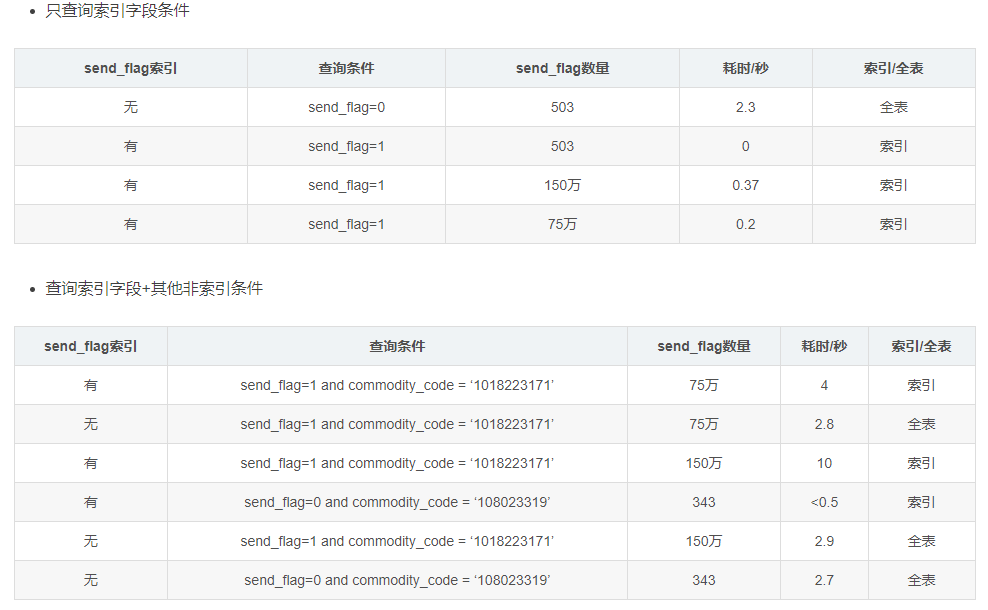 只查询索引字段条件
send_flag索引 查询条件 send_flag数量 耗时/秒 索引/全表
无 send_flag=0 503 2.3 全表
有 send_flag=1 503 0 索引
有 send_flag=1 150万 0.37 索引
有 send_flag=1 75万 0.2 索引
查询索引字段+其他非索引条件
send_flag索引 查询条件 send_flag数量 耗时/秒 索引/全表
有 send_flag=1 and commodity_code = ‘1018223171’ 75万 4 索引
无 send_flag=1 and commodity_code = ‘1018223171’ 75万 2.8 全表
有 send_flag=1 and commodity_code = ‘1018223171’ 150万 10 索引
有 send_flag=0 and commodity_code = ‘108023319’ 343 <0.5 索引
无 send_flag=1 and commodity_code = ‘1018223171’ 150万 2.9 全表
无 send_flag=0 and commodity_code = ‘108023319’ 343 2.7 全表